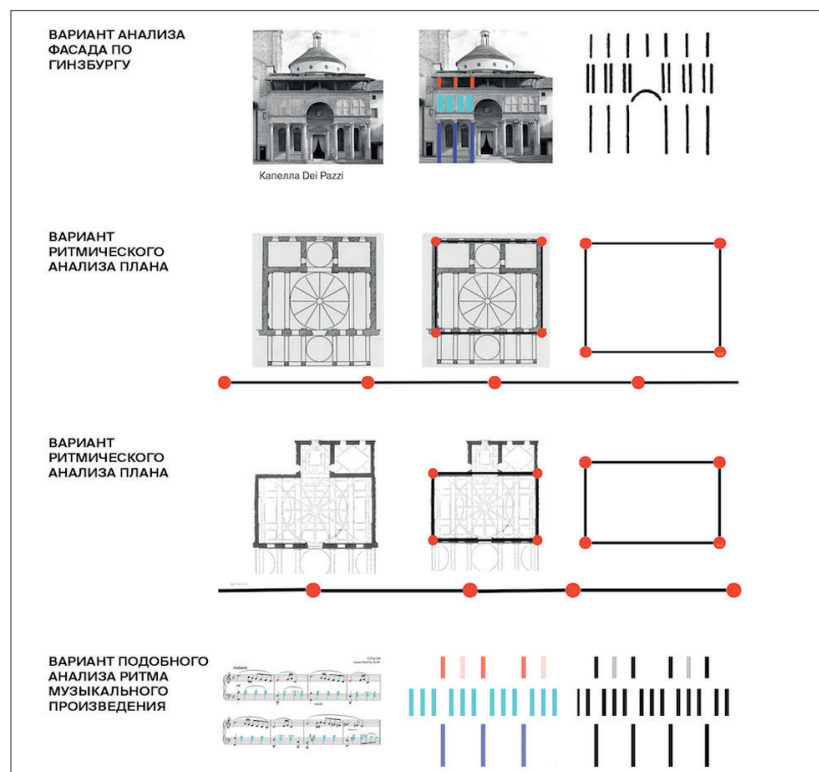 ВАРИАНТ АНАЛИЗА
ФАСАДА ПО
ГИНЗБУРГУ
Капелла Dei Pazzi
ВАРИАНТ
РИТМИЧЕСКОГО
АНАЛИЗА ПЛАНА
ВАРИАНТ
РИТМИЧЕСКОГО
АНАЛИЗА ПЛАНА
ВАРИАНТ ПОДОБНОГО
АНАЛИЗА РИТМА
МУЗЫКАЛЬНОГО
ПРОИЗВЕДЕНИЯ